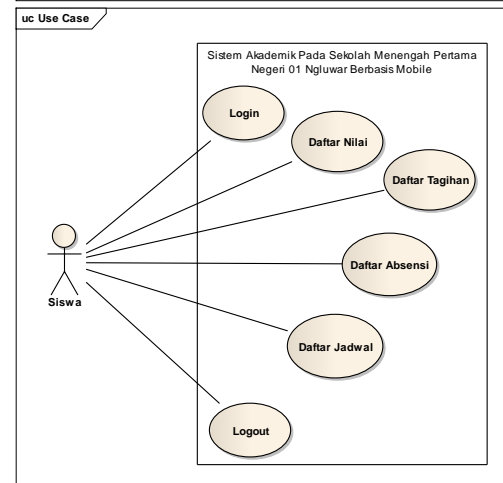 uc Use Case
Sistem Akademik Pada Sekolah Menengah Pertama
Negeri 01 Ngluwar Berbasis Mobile
Login
Daftar Nilai
Daftar Tagihan
Daftar Absensi
Siswa
Daftar Jadwal
Logout